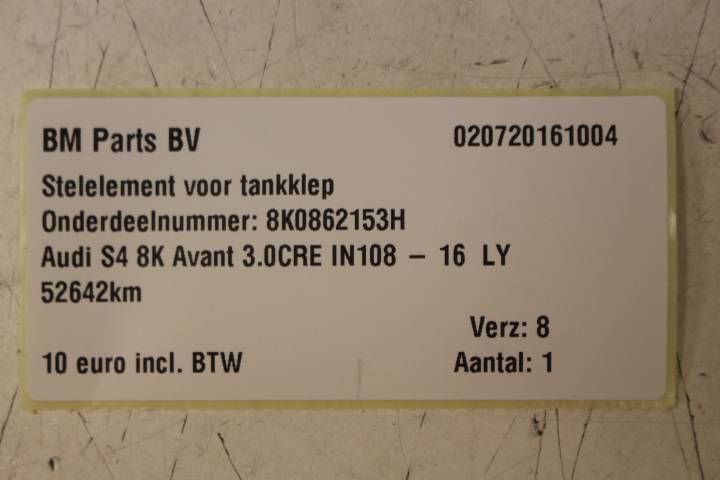 BM Parts BV 020720161004
Stelelement voor tankklep
Onderdeelnummer: 8K0862153H
Audi S4 8K Avant 3.0CRE IN108 – 16 LY
52642km
Verz: 8
10 euro incl. BTW Aantal: 1